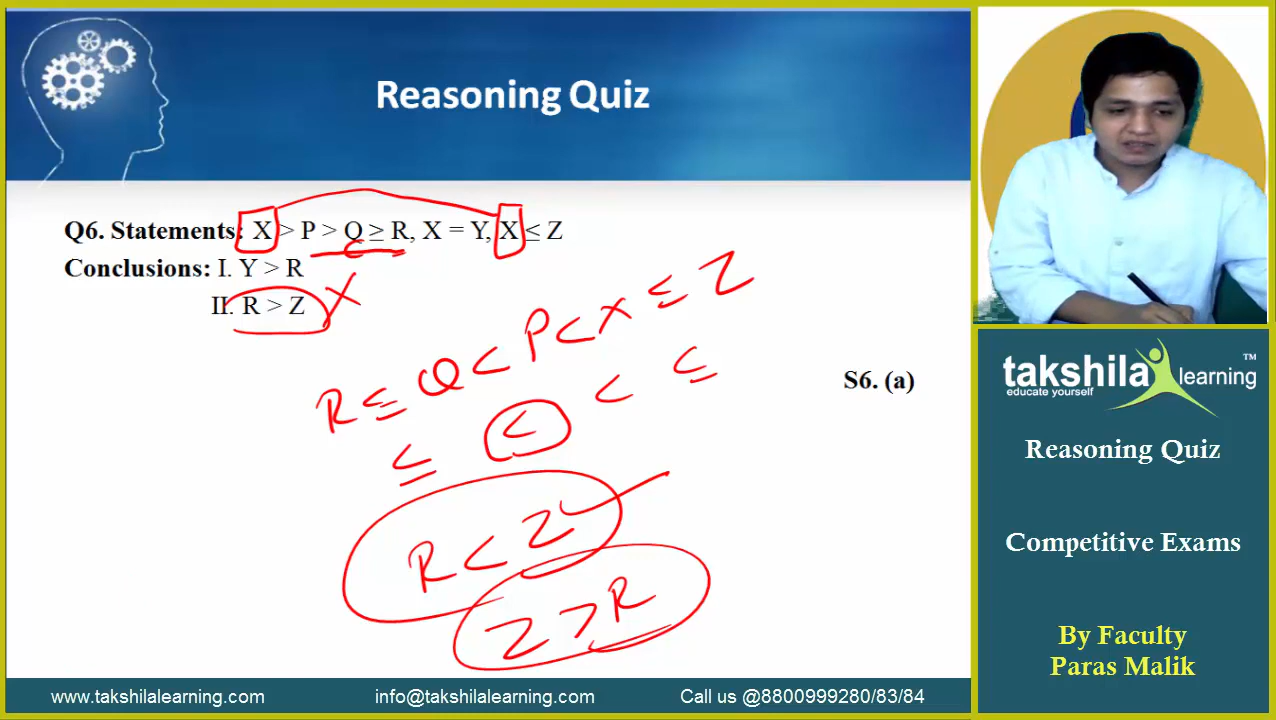 Reasoning Quiz
Q6. Statements: X > P > Q ≥ R, X = Y, X ≤ Z
Conclusions: I. Y > R
II. R > Z X
R ≤ Q < P < X ≤ Z
≤ < < ≤
R < Z
Z > R
S6. (a)
takshila learning ™
educate yourself
Reasoning Quiz
Competitive Exams
By Faculty
Paras Malik
www.takshilalearning.com info@takshilalearning.com Call us @8800999280/83/84